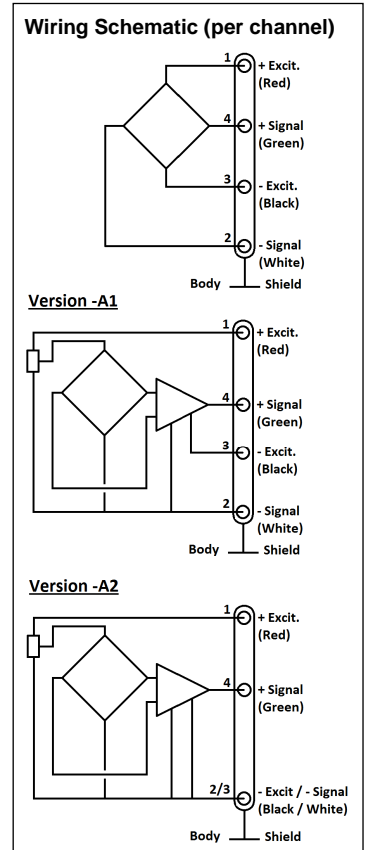 Wiring Schematic (per channel)
1
+ Excit.
(Red)
4
+ Signal
(Green)
3
- Excit.
(Black)
2
- Signal
(White)
Body
Shield
Version -A1
1
+ Excit.
(Red)
4
+ Signal
(Green)
3
- Excit.
(Black)
2
- Signal
(White)
Body
Shield
Version -A2
1
+ Excit.
(Red)
4
+ Signal
(Green)
2/3
- Excit / - Signal
(Black / White)
Body
Shield